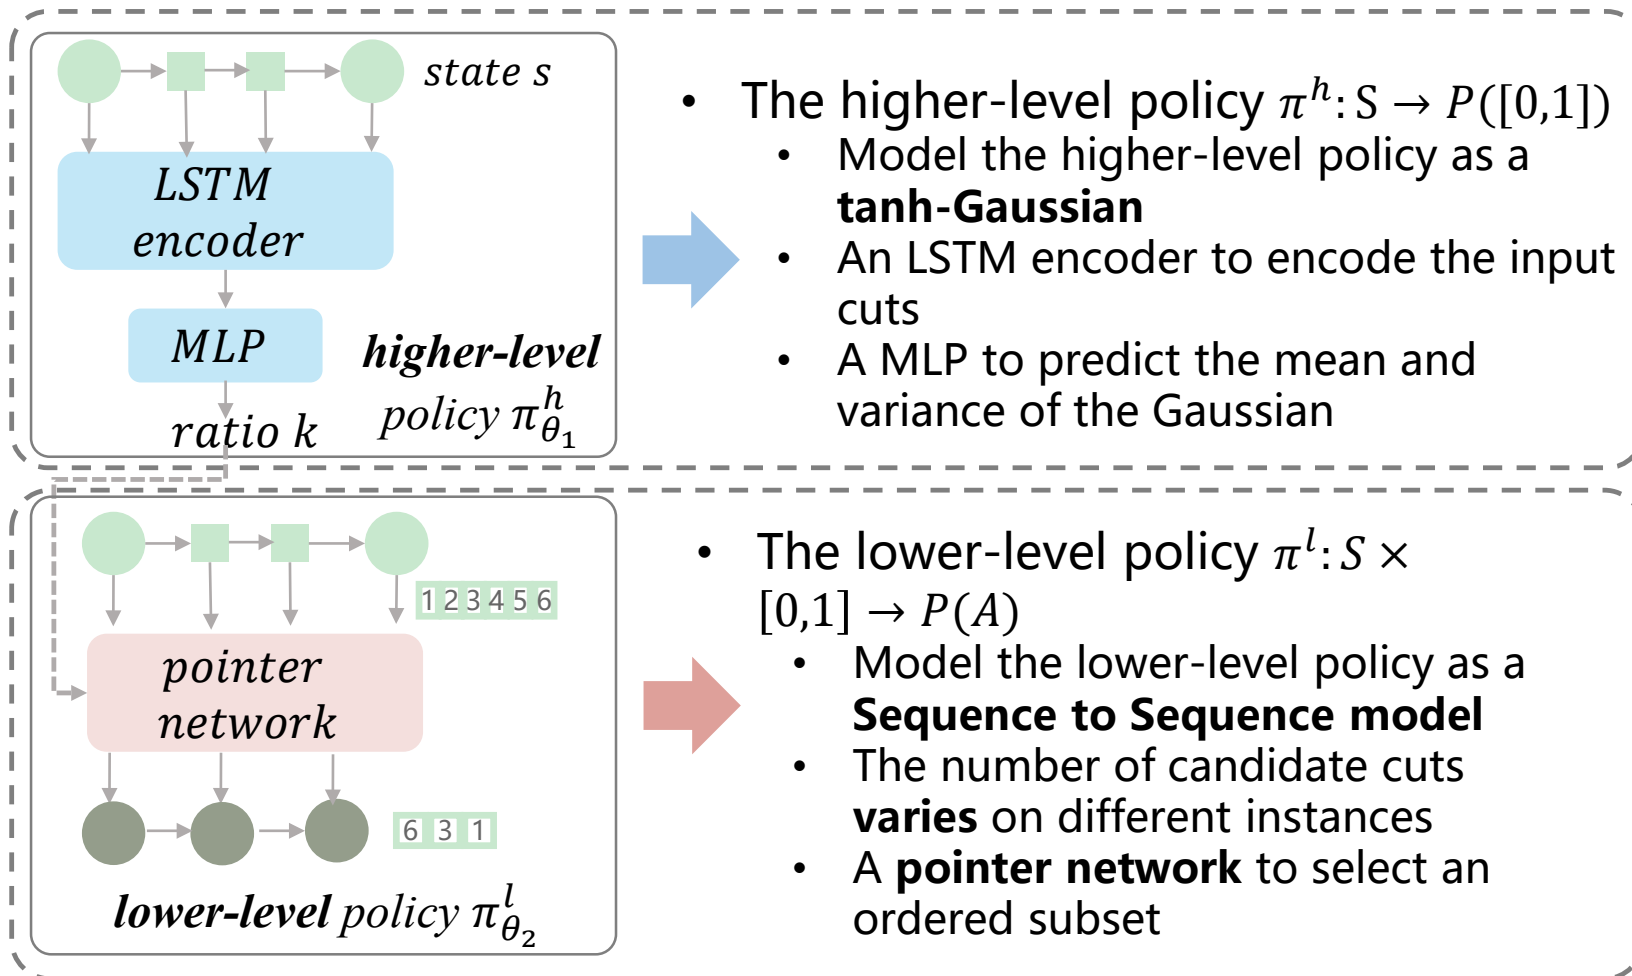 state s
LSTM
encoder
MLP
higher-level
policy π^h_θ₁
ratio k
• The higher-level policy π^h: S → P([0,1])
• Model the higher-level policy as a
tanh-Gaussian
• An LSTM encoder to encode the input
cuts
• A MLP to predict the mean and
variance of the Gaussian
1 2 3 4 5 6
pointer
network
6 3 1
lower-level policy π^l_θ₂
• The lower-level policy π^l: S ×
[0,1] → P(A)
• Model the lower-level policy as a
Sequence to Sequence model
• The number of candidate cuts
varies on different instances
• A pointer network to select an
ordered subset